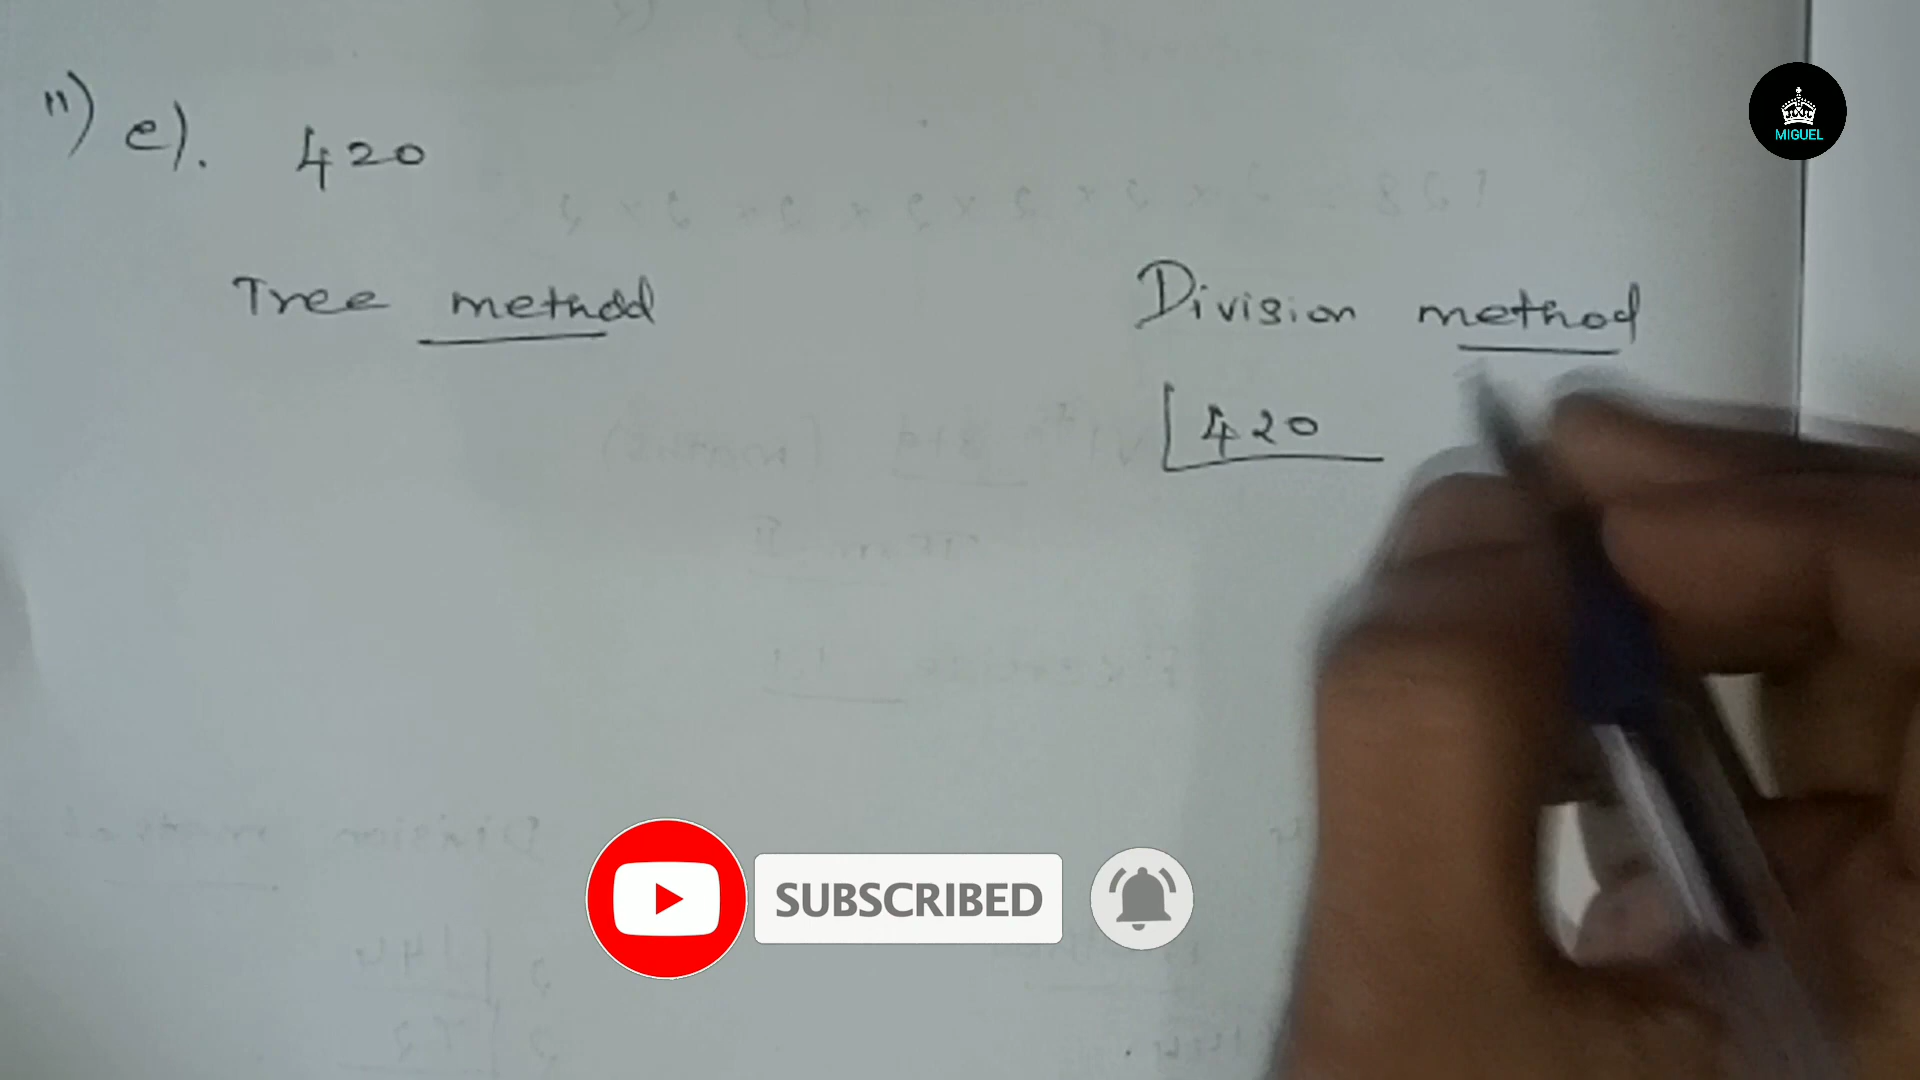 11) e). 420
MIGUEL
Tree method
Division method
420
SUBSCRIBED